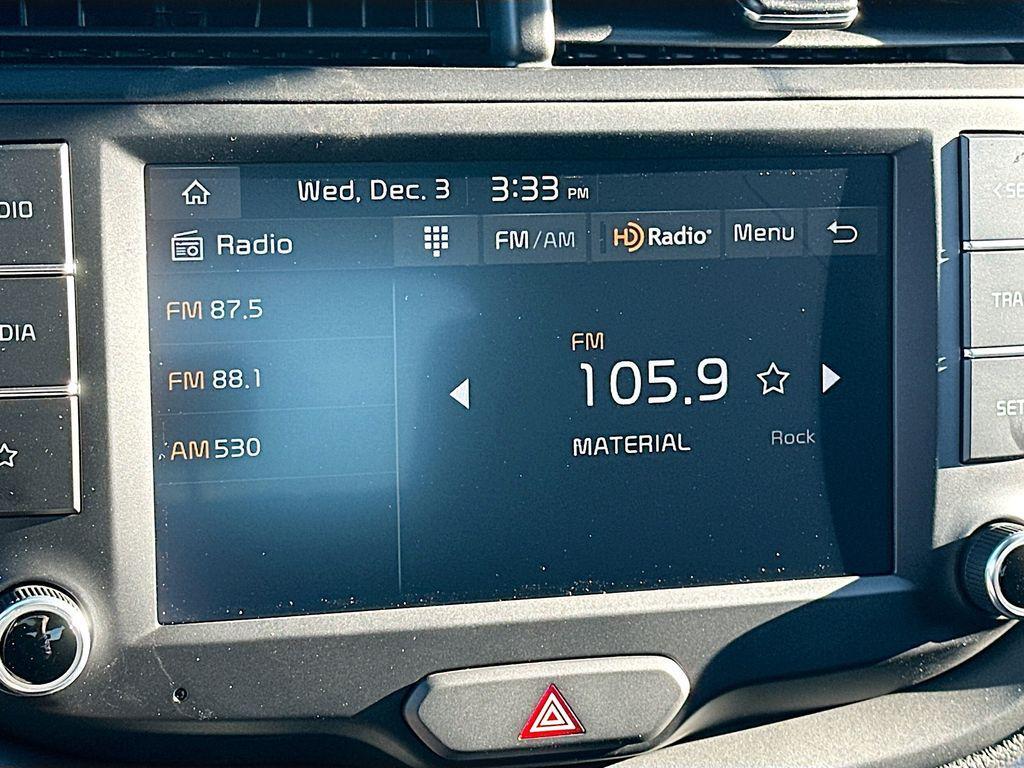 Wed, Dec. 3 3:33 PM
Radio FM/AM HD Radio Menu
FM 87.5
FM 88.1
AM 530
FM
105.9
MATERIAL Rock